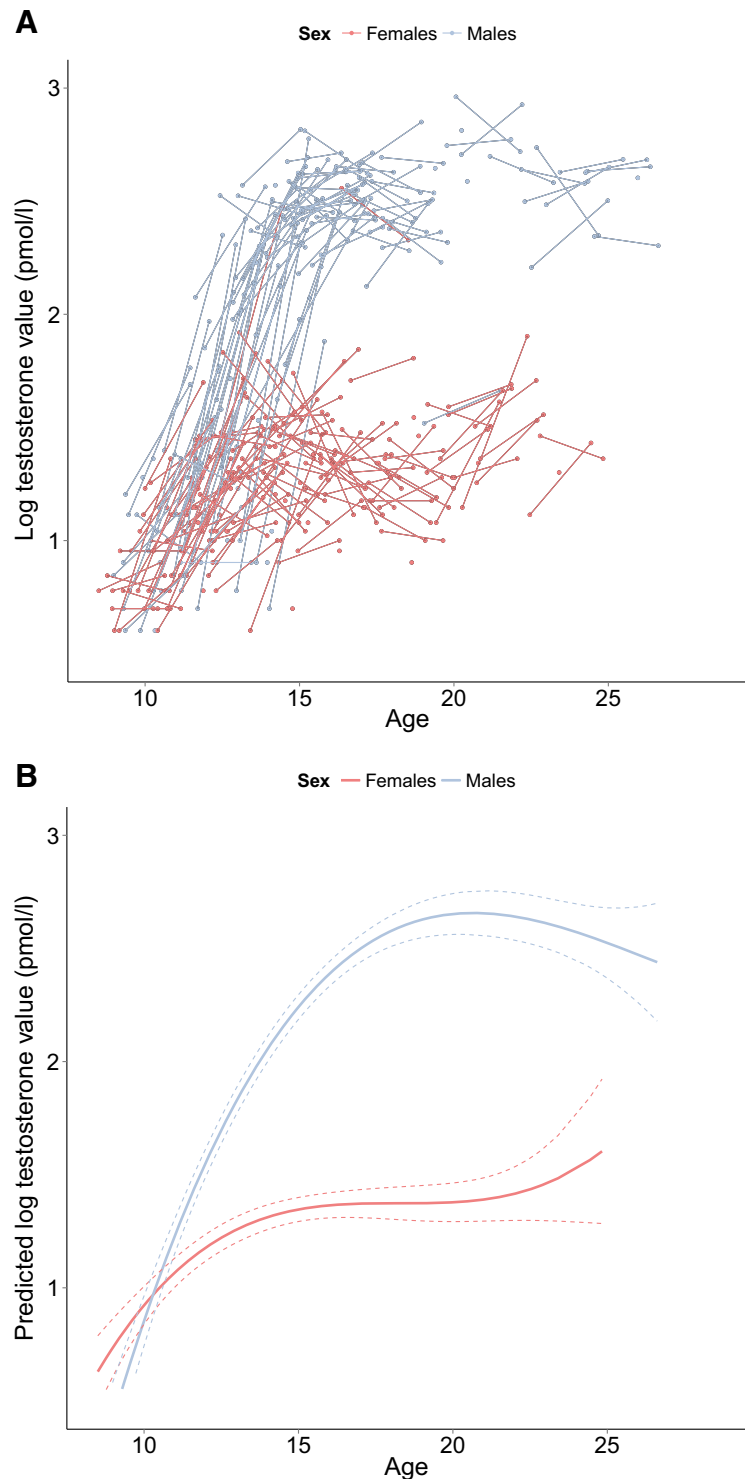 A
Sex Females Males
Log testosterone value (pmol/l)
3
2
1
10 15 20 25
Age
B
Sex Females Males
Predicted log testosterone value (pmol/l)
3
2
1
10 15 20 25
Age